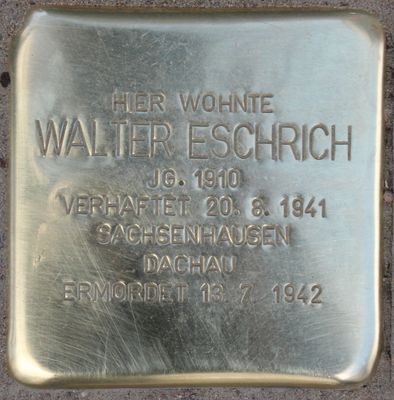 HIER WOHNTE
WALTER ESCHRICH
JG. 1910
VERHAFTET 20. 8. 1941
SACHSENHAUSEN
DACHAU
ERMORDET 13. 7. 1942